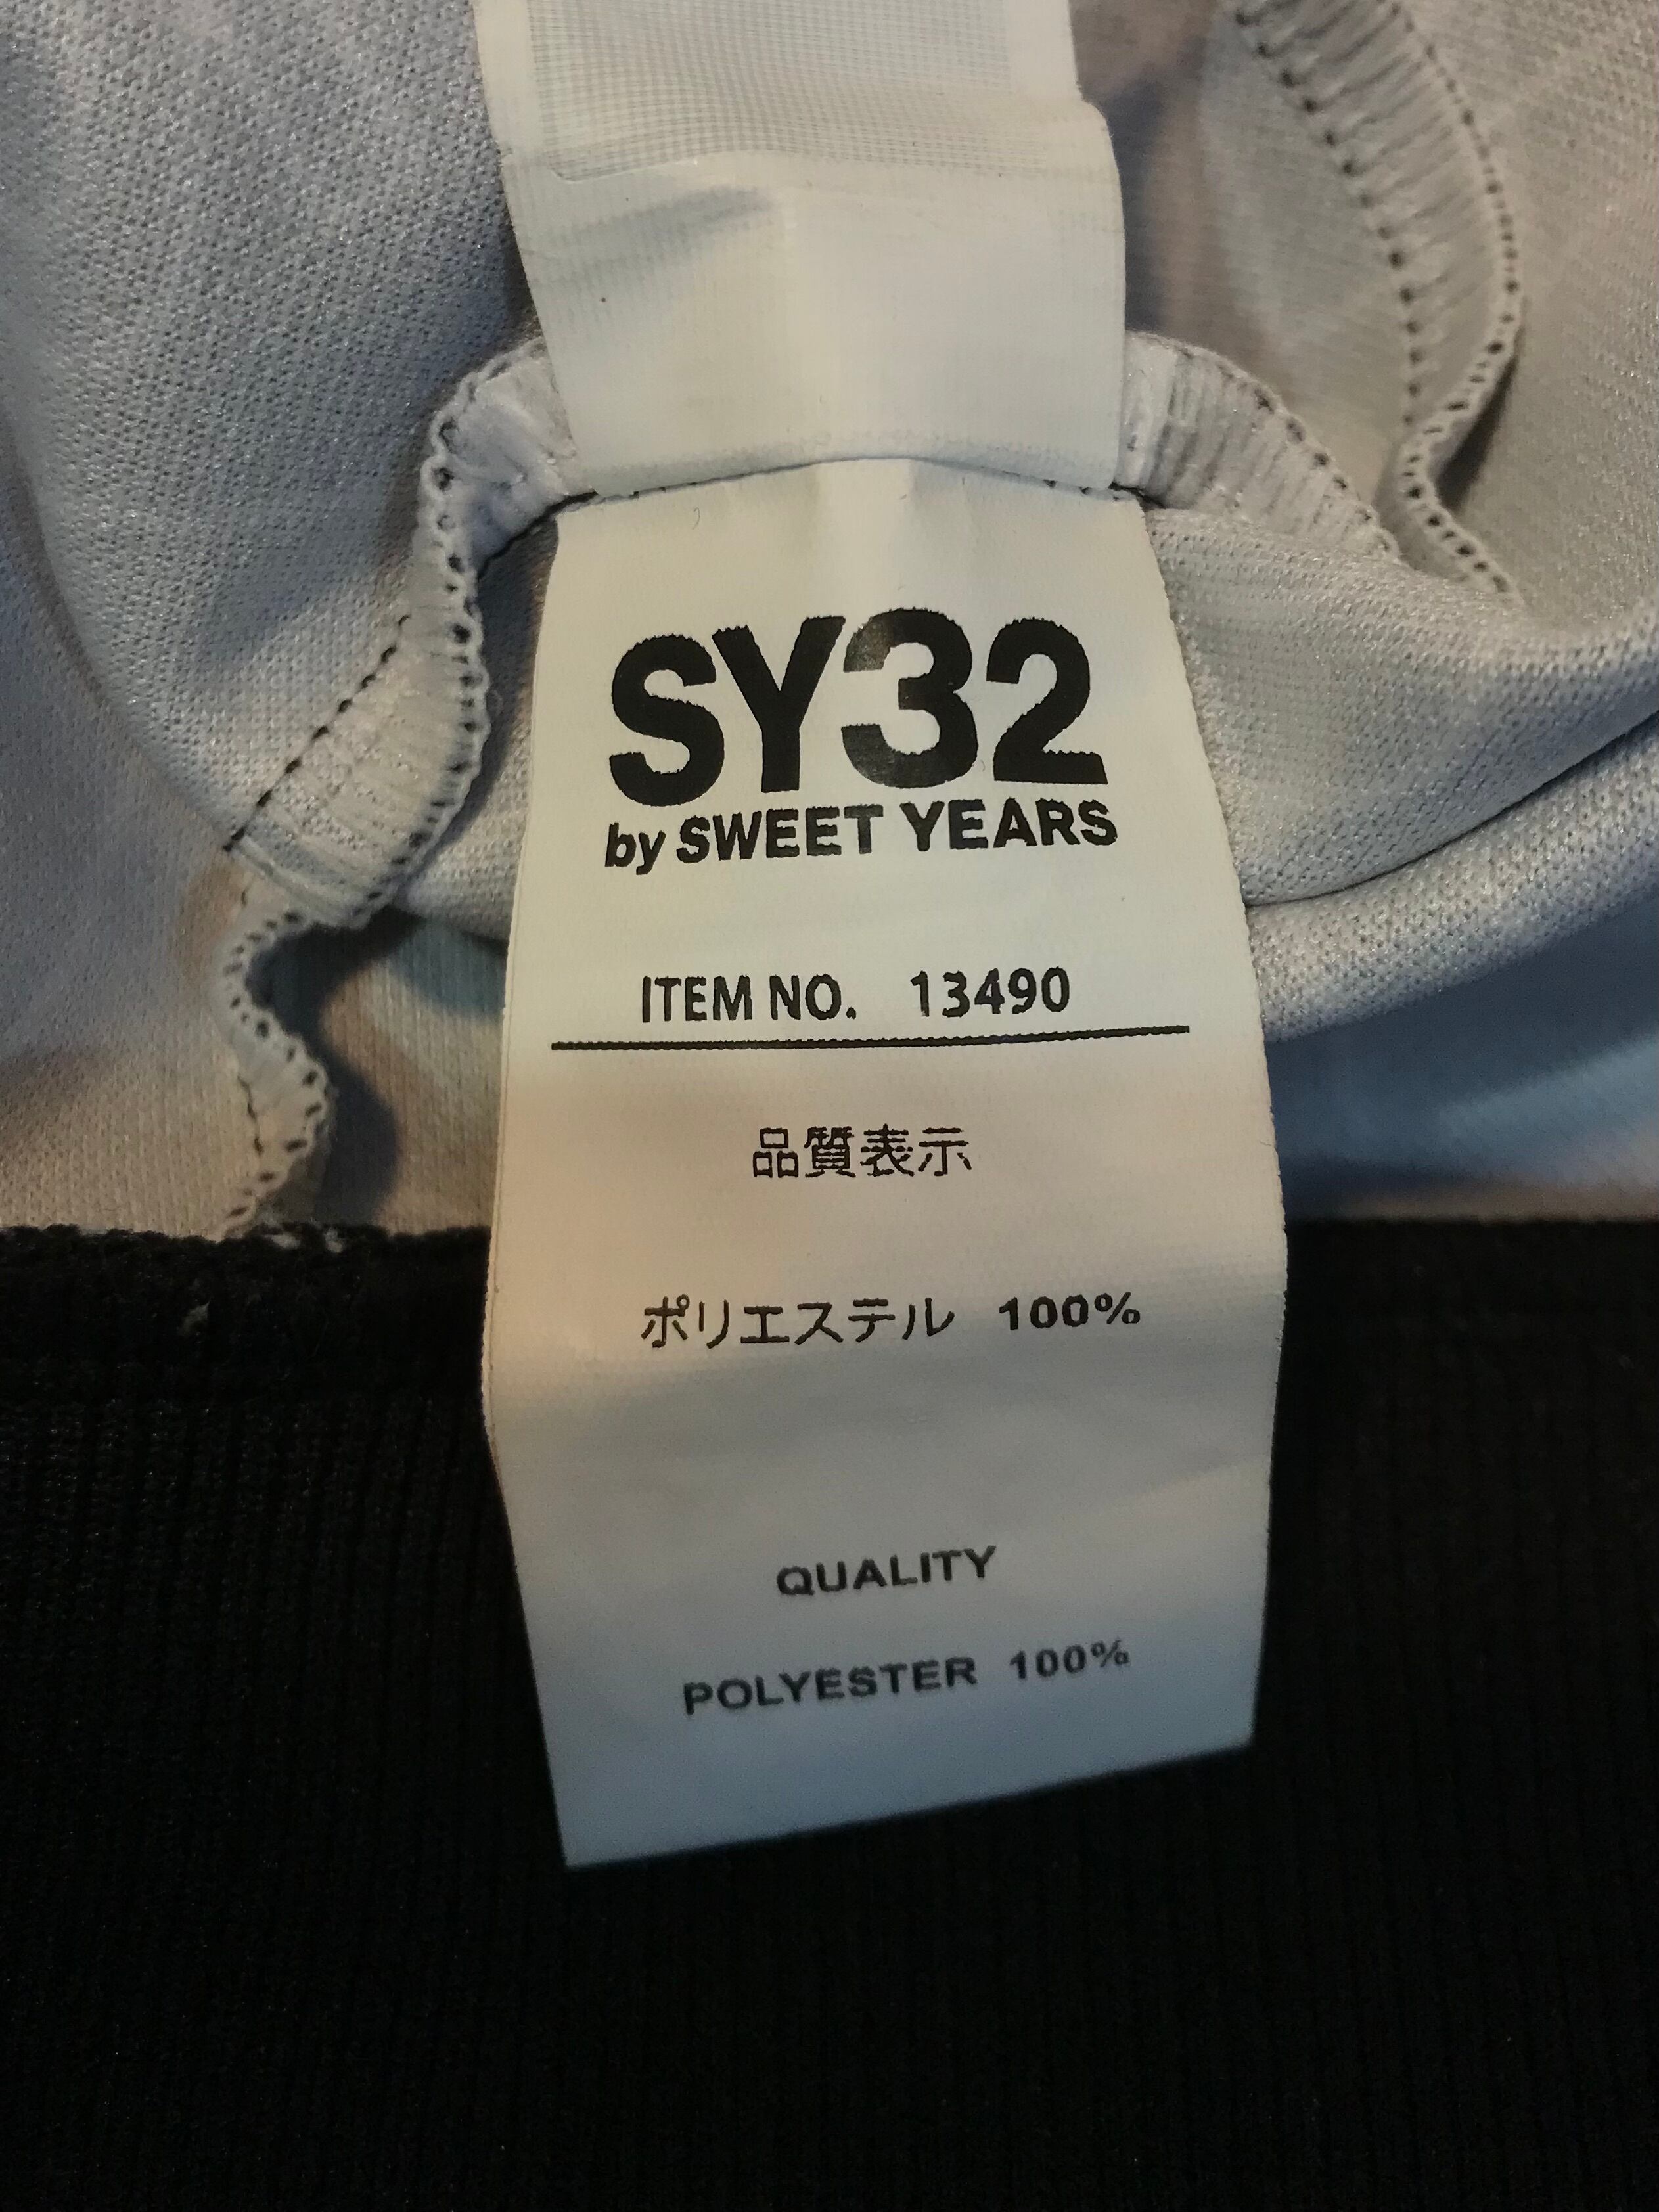 SY32
by SWEET YEARS
ITEM NO. 13490
品質表示
ポリエステル 100%
QUALITY
POLYESTER 100%